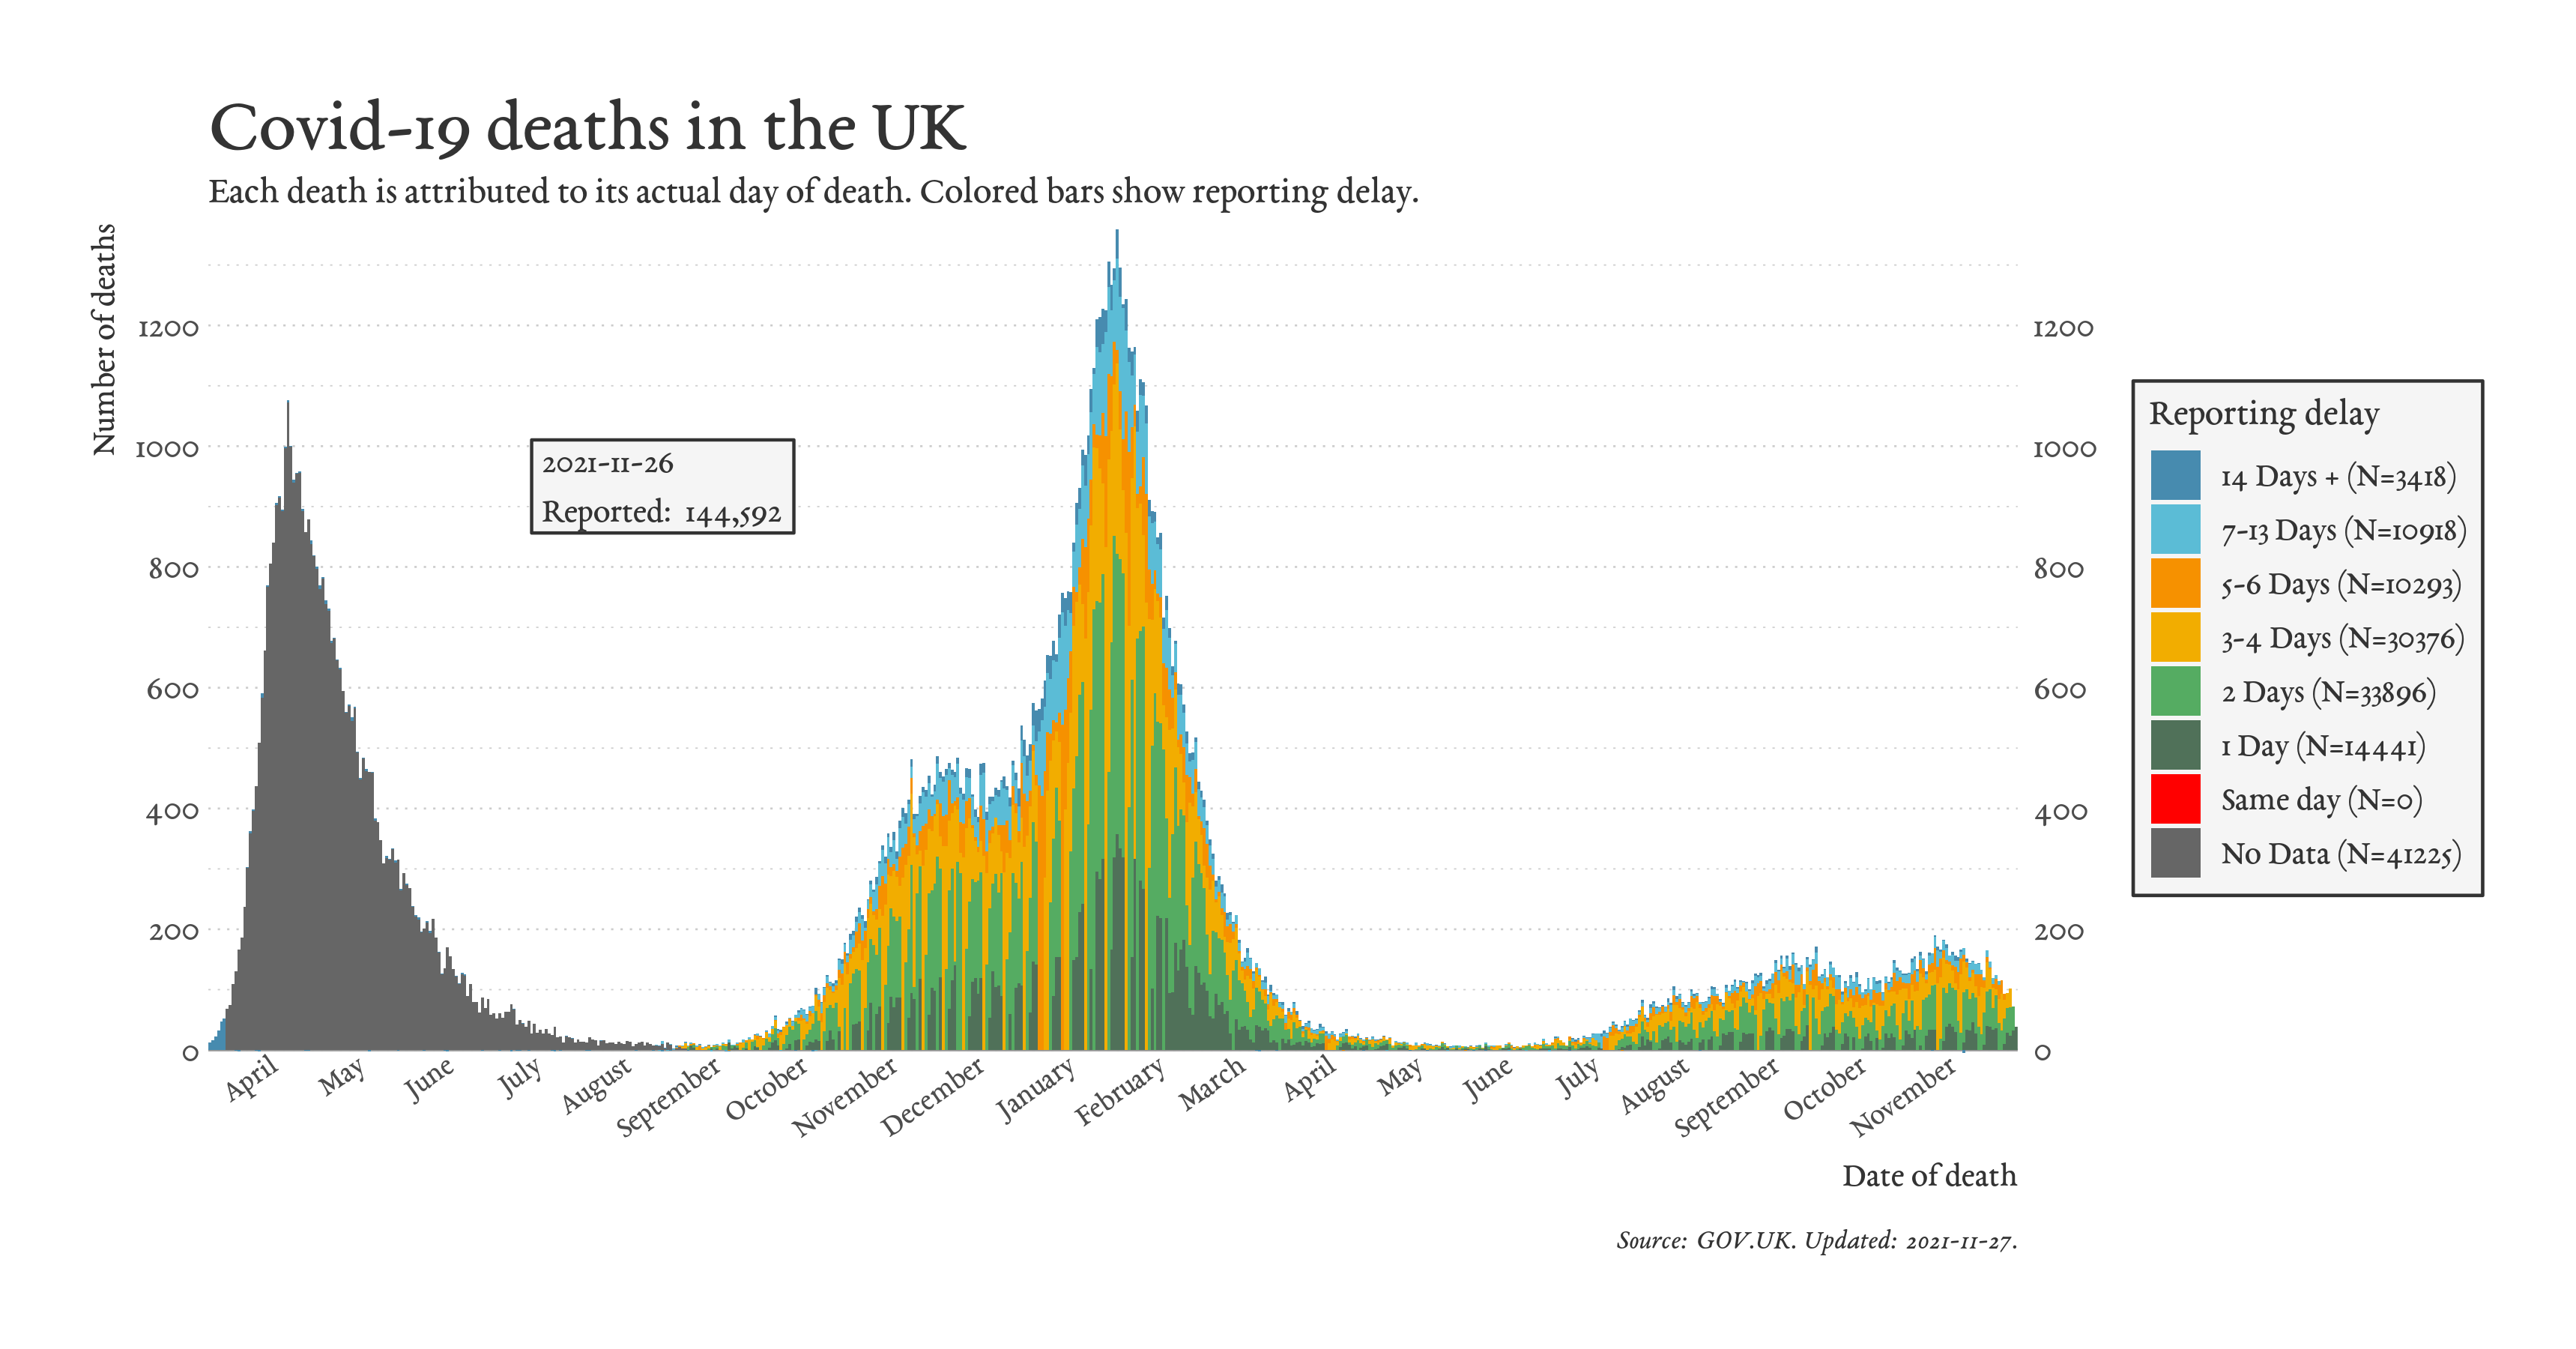 Covid-19 deaths in the UK
Each death is attributed to its actual day of death. Colored bars show reporting delay.
Number of deaths
1200
1000
800
600
400
200
0
2021-11-26
Reported: 144,592
1200
1000
800
600
400
200
0
April
May
June
July
August
September
October
November
December
January
February
March
April
May
June
July
August
September
October
November
Date of death
Reporting delay
14 Days + (N=3418)
7-13 Days (N=10918)
5-6 Days (N=10293)
3-4 Days (N=30376)
2 Days (N=33896)
1 Day (N=14441)
Same day (N=0)
No Data (N=41225)
Source: GOV.UK. Updated: 2021-11-27.